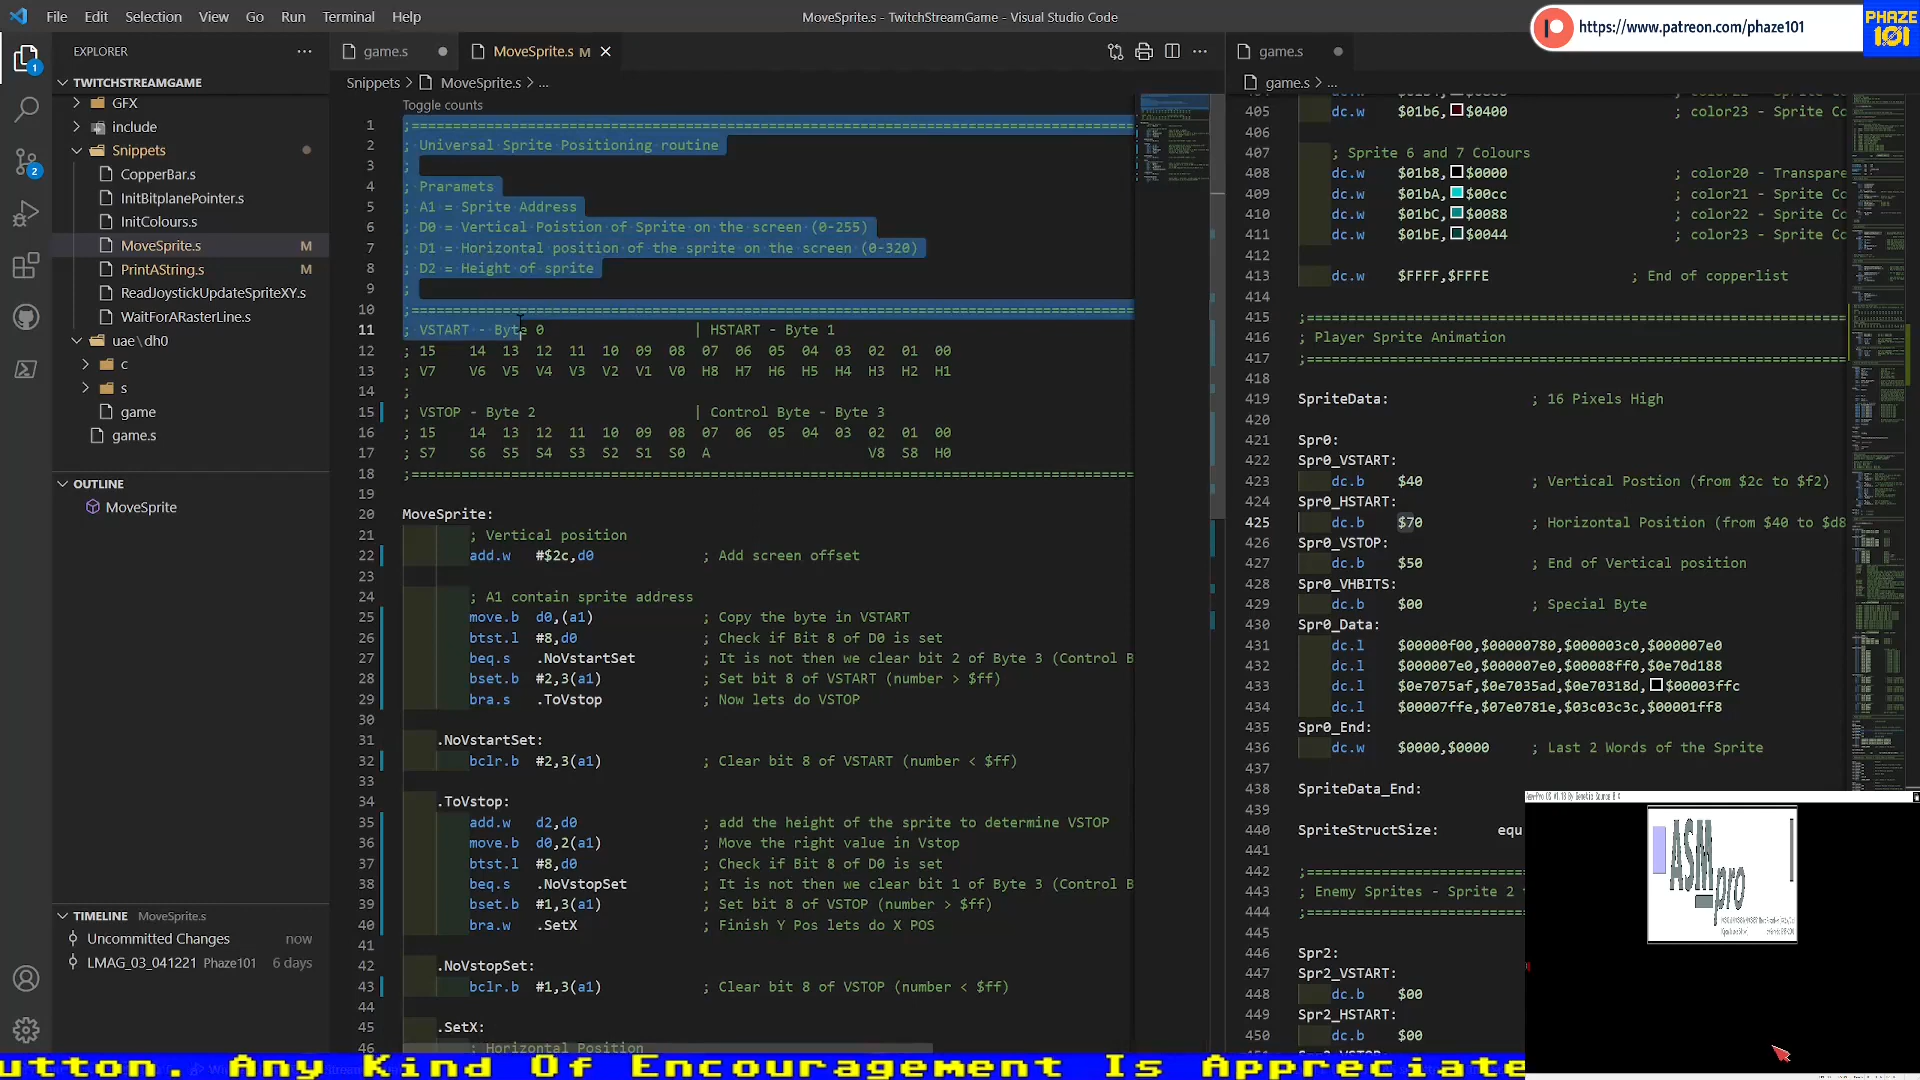 File Edit Selection View Go Run Terminal Help
MoveSprite.s - TwitchStreamGame - Visual Studio Code
https://www.patreon.com/phaze101
PHAZE
101
EXPLORER
TWITCHSTREAMGAME
GFX
include
Snippets
CopperBar.s
InitBitplanePointer.s
InitColours.s
MoveSprite.s M
PrintAString.s M
ReadJoystickUpdateSpriteXY.s
WaitForARasterLine.s
uae\dh0
c
s
game
game.s
OUTLINE
MoveSprite
TIMELINE MoveSprite.s
Uncommitted Changes now
LMAG_03_041221 Phaze101 6 days
1
2
game.s
MoveSprite.s M
Snippets > MoveSprite.s > ...
Toggle counts
1 ;====================================================================================
2 ; Universal Sprite Positioning routine
3 ;
4 ; Praramets
5 ; A1 = Sprite Address
6 ; D0 = Vertical Poistion of Sprite on the screen (0-255)
7 ; D1 = Horizontal position of the sprite on the screen (0-320)
8 ; D2 = Height of sprite
9 ;
10 ;====================================================================================
11 ; VSTART - Byte 0 | HSTART - Byte 1
12 ; 15 14 13 12 11 10 09 08 07 06 05 04 03 02 01 00
13 ; V7 V6 V5 V4 V3 V2 V1 V0 H8 H7 H6 H5 H4 H3 H2 H1
14 ;
15 ; VSTOP - Byte 2 | Control Byte - Byte 3
16 ; 15 14 13 12 11 10 09 08 07 06 05 04 03 02 01 00
17 ; S7 S6 S5 S4 S3 S2 S1 S0 A V8 S8 H0
18 ;====================================================================================
19
20 MoveSprite:
21 ; Vertical position
22 add.w #$2c,d0 ; Add screen offset
23
24 ; A1 contain sprite address
25 move.b d0,(a1) ; Copy the byte in VSTART
26 btst.l #8,d0 ; Check if Bit 8 of D0 is set
27 beq.s .NoVstartSet ; It is not then we clear bit 2 of Byte 3 (Control B
28 bset.b #2,3(a1) ; Set bit 8 of VSTART (number > $ff)
29 bra.s .ToVstop ; Now lets do VSTOP
30
31 .NoVstartSet:
32 bclr.b #2,3(a1) ; Clear bit 8 of VSTART (number < $ff)
33
34 .ToVstop:
35 add.w d2,d0 ; add the height of the sprite to determine VSTOP
36 move.b d0,2(a1) ; Move the right value in Vstop
37 btst.l #8,d0 ; Check if Bit 8 of D0 is set
38 beq.s .NoVstopSet ; It is not then we clear bit 1 of Byte 3 (Control B
39 bset.b #1,3(a1) ; Set bit 8 of VSTOP (number > $ff)
40 bra.w .SetX ; Finish Y Pos lets do X POS
41
42 .NoVstopSet:
43 bclr.b #1,3(a1) ; Clear bit 8 of VSTOP (number < $ff)
44
45 .SetX:
46 ; Horizontal Position
game.s
game.s > ...
405 dc.w $01b6,$0400 ; color23 - Sprite Co
406
407 ; Sprite 6 and 7 Colours
408 dc.w $01b8,$0000 ; color20 - Transpare
409 dc.w $01bA,$00cc ; color21 - Sprite Co
410 dc.w $01bC,$0088 ; color22 - Sprite Co
411 dc.w $01bE,$0044 ; color23 - Sprite Co
412
413 dc.w $FFFF,$FFFE ; End of copperlist
414
415 ;==================================================================
416 ; Player Sprite Animation
417 ;==================================================================
418
419 SpriteData: ; 16 Pixels High
420
421 Spr0:
422 Spr0_VSTART:
423 dc.b $40 ; Vertical Postion (from $2c to $f2)
424 Spr0_HSTART:
425 dc.b $70 ; Horizontal Position (from $40 to $d8
426 Spr0_VSTOP:
427 dc.b $50 ; End of Vertical position
428 Spr0_VHBITS:
429 dc.b $00 ; Special Byte
430 Spr0_Data:
431 dc.l $00000f00,$00000780,$000003c0,$000007e0
432 dc.l $000007e0,$000007e0,$00008ff0,$0e70d188
433 dc.l $0e7075af,$0e7035ad,$0e70318d,$00003ffc
434 dc.l $00007ffe,$07e0781e,$03c03c3c,$00001ff8
435 Spr0_End:
436 dc.w $0000,$0000 ; Last 2 Words of the Sprite
437
438 SpriteData_End:
439
440 SpriteStructSize: equ
441
442 ;===========================
443 ; Enemy Sprites - Sprite 2
444 ;===========================
445
446 Spr2:
447 Spr2_VSTART:
448 dc.b $00
449 Spr2_HSTART:
450 dc.b $00
ASM
pro
utton. Any Kind Of Encouragement Is Appreciate